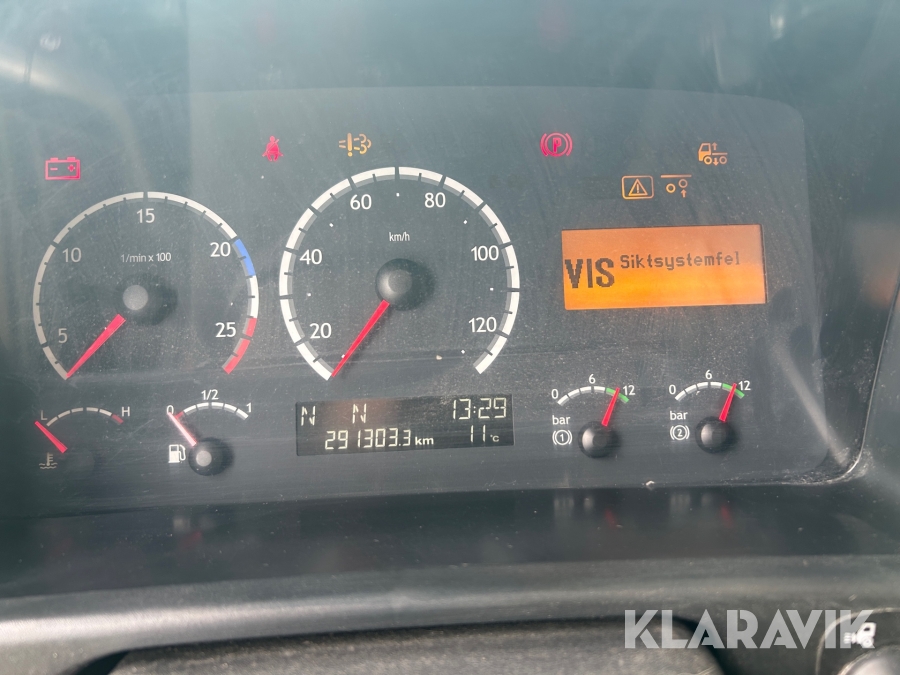 P
5
10
15
20
25
1/min x 100
20
40
60
80
100
120
km/h
VIS Siktsystemfel
L H
0 1/2 1
N N 13:29
291303.3 km 11°C
0 6 12
bar
1
0 6 12
bar
2
KLARAVIK